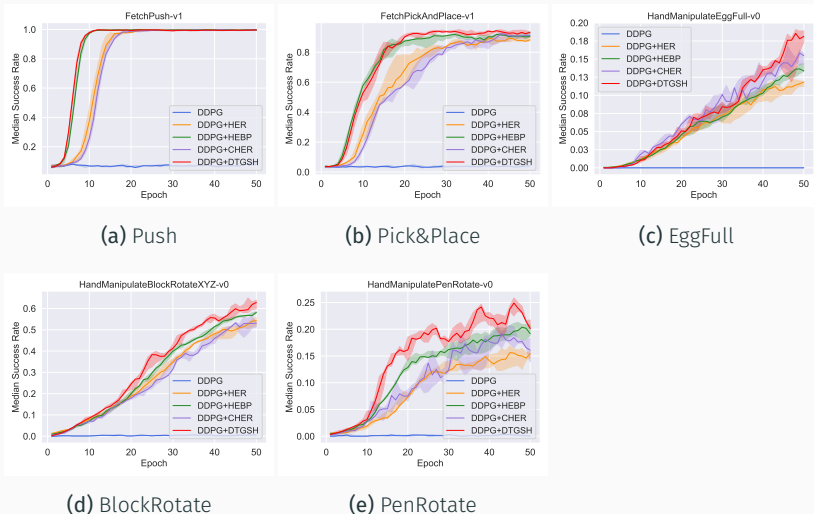 FetchPush-v1
Median Success Rate
1.0
0.8
0.6
0.4
0.2
0 10 20 30 40 50
Epoch
DDPG
DDPG+HER
DDPG+HEBP
DDPG+CHER
DDPG+DTGSH
(a) Push
FetchPickAndPlace-v1
Median Success Rate
0.8
0.6
0.4
0.2
0.0
0 10 20 30 40 50
Epoch
DDPG
DDPG+HER
DDPG+HEBP
DDPG+CHER
DDPG+DTGSH
(b) Pick&Place
HandManipulateEggFull-v0
Median Success Rate
0.20
0.18
0.15
0.13
0.10
0.08
0.05
0.03
0.00
0 10 20 30 40 50
Epoch
DDPG
DDPG+HER
DDPG+HEBP
DDPG+CHER
DDPG+DTGSH
(c) EggFull
HandManipulateBlockRotateXYZ-v0
Median Success Rate
0.6
0.5
0.4
0.3
0.2
0.1
0.0
0 10 20 30 40 50
Epoch
DDPG
DDPG+HER
DDPG+HEBP
DDPG+CHER
DDPG+DTGSH
(d) BlockRotate
HandManipulatePenRotate-v0
Median Success Rate
0.25
0.20
0.15
0.10
0.05
0.00
0 10 20 30 40 50
Epoch
DDPG
DDPG+HER
DDPG+HEBP
DDPG+CHER
DDPG+DTGSH
(e) PenRotate